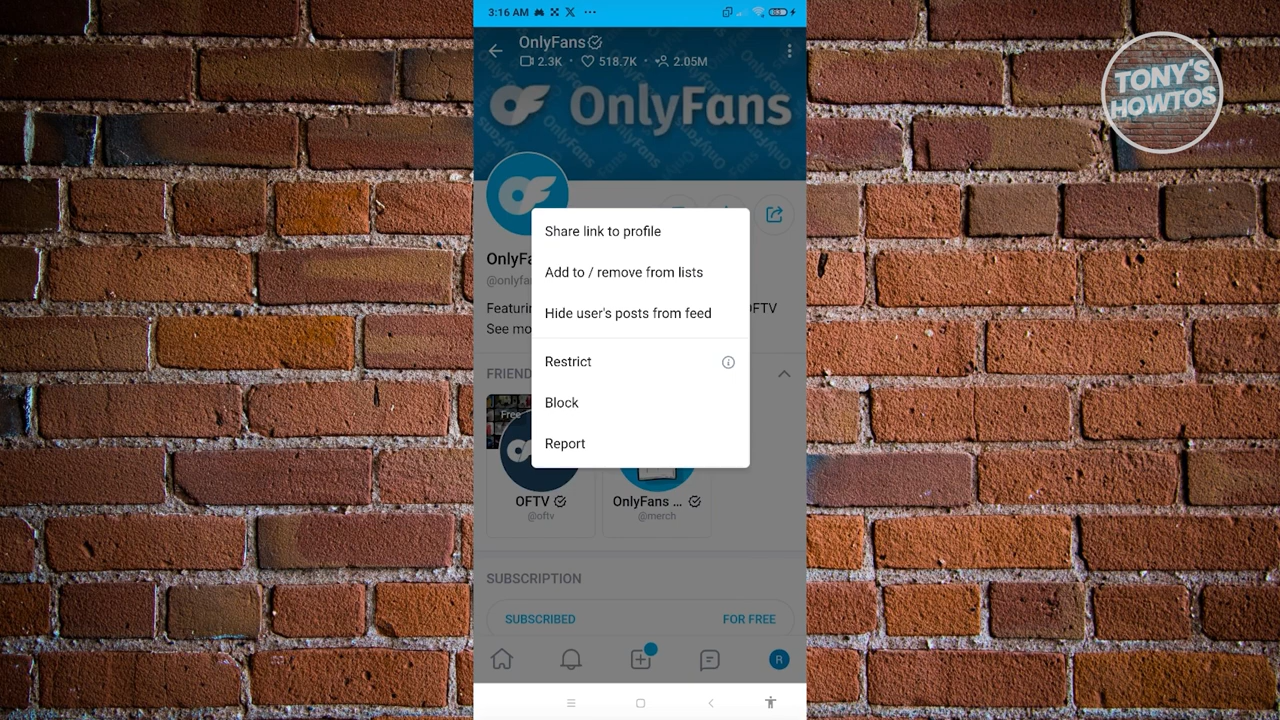 3:16 AM
83
OnlyFans
2.3K • 518.7K • 2.05M
OnlyFans
TONY'S
HOWTOS
OnlyFa
@onlyfa
Featurin
OFTV
See mo
Share link to profile
Add to / remove from lists
Hide user's posts from feed
Restrict
Block
Report
FRIEND
Free
OFTV
OnlyFans ...
@oftv
@merch
SUBSCRIPTION
SUBSCRIBED
FOR FREE
R